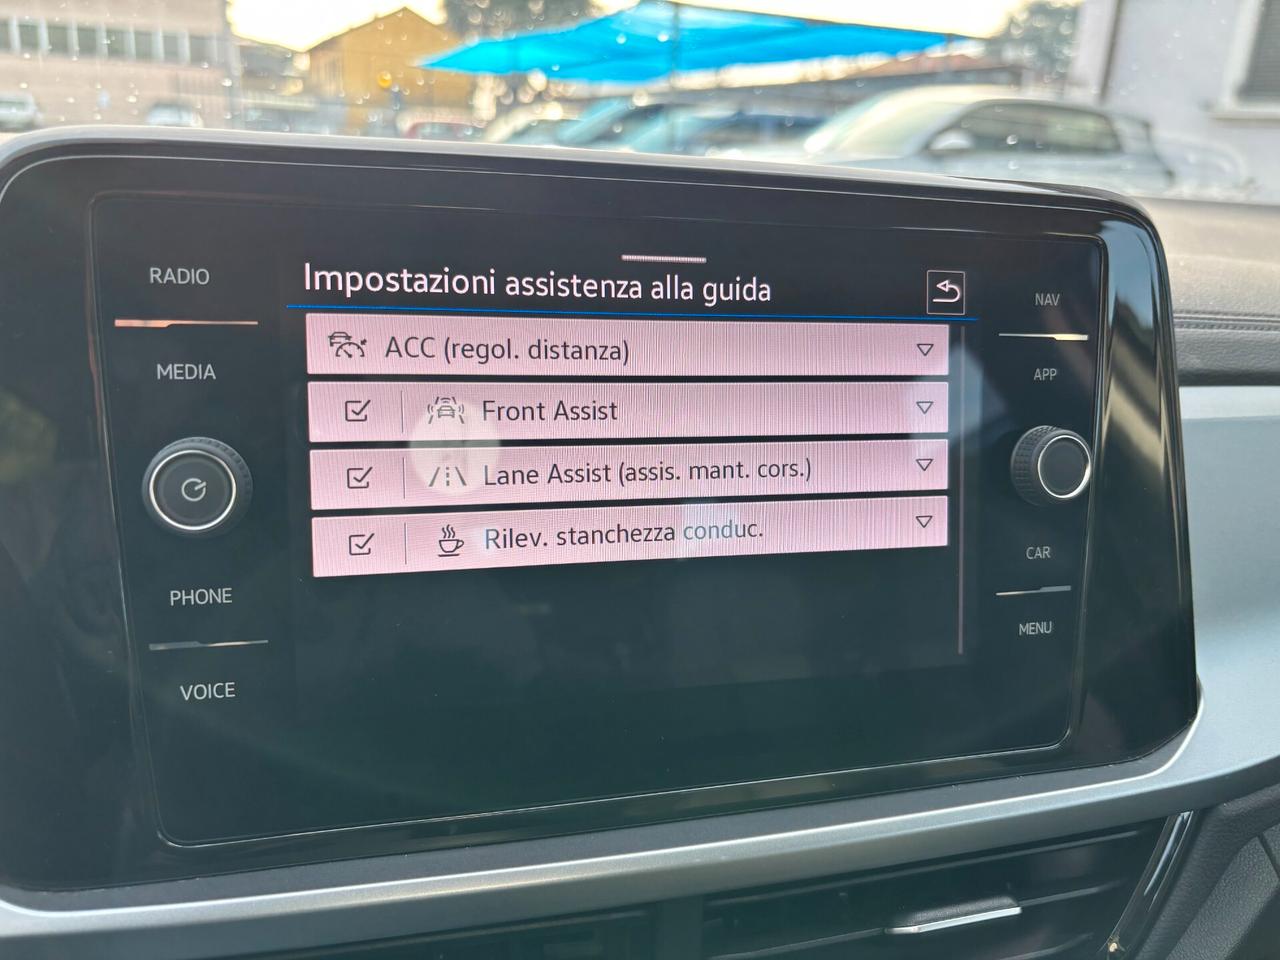 RADIO
MEDIA
PHONE
VOICE
Impostazioni assistenza alla guida
ACC (regol. distanza)
Front Assist
Lane Assist (assis. mant. cors.)
Rilev. stanchezza conduc.
NAV
APP
CAR
MENU